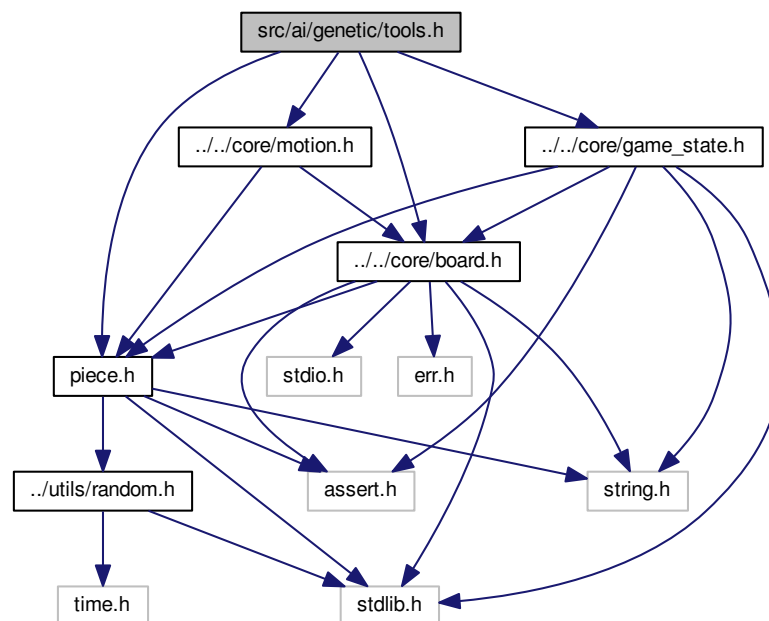 src/ai/genetic/tools.h
../../core/motion.h
../../core/game_state.h
../../core/board.h
piece.h
stdio.h
err.h
../utils/random.h
assert.h
string.h
time.h
stdlib.h